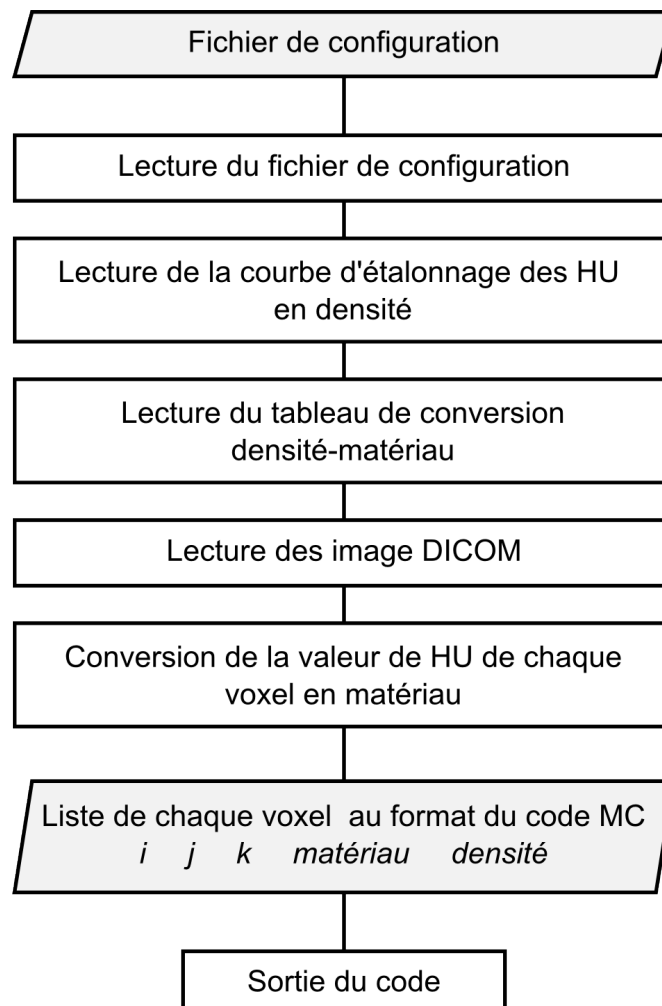 Fichier de configuration
Lecture du fichier de configuration
Lecture de la courbe d'étalonnage des HU
en densité
Lecture du tableau de conversion
densité-matériau
Lecture des image DICOM
Conversion de la valeur de HU de chaque
voxel en matériau
Liste de chaque voxel au format du code MC
i j k matériau densité
Sortie du code